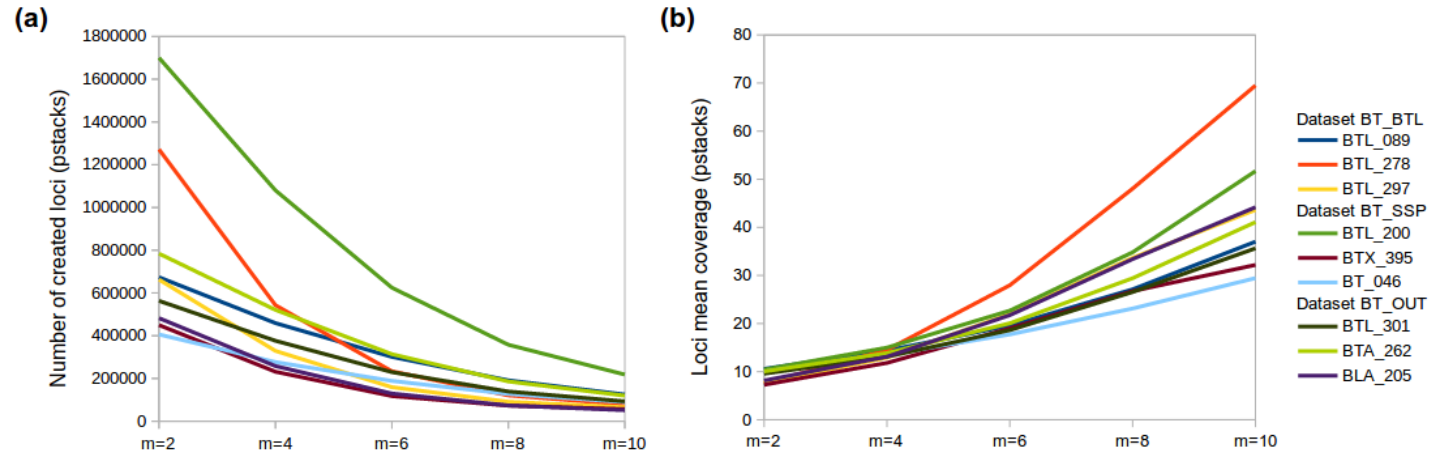 (a)
Number of created loci (pstacks)
1800000
1600000
1400000
1200000
1000000
800000
600000
400000
200000
0
m=2 m=4 m=6 m=8 m=10
(b)
Loci mean coverage (pstacks)
80
70
60
50
40
30
20
10
0
m=2 m=4 m=6 m=8 m=10
Dataset BT_BTL
BTL_089
BTL_278
BTL_297
Dataset BT_SSP
BTL_200
BTX_395
BT_046
Dataset BT_OUT
BTL_301
BTA_262
BLA_205